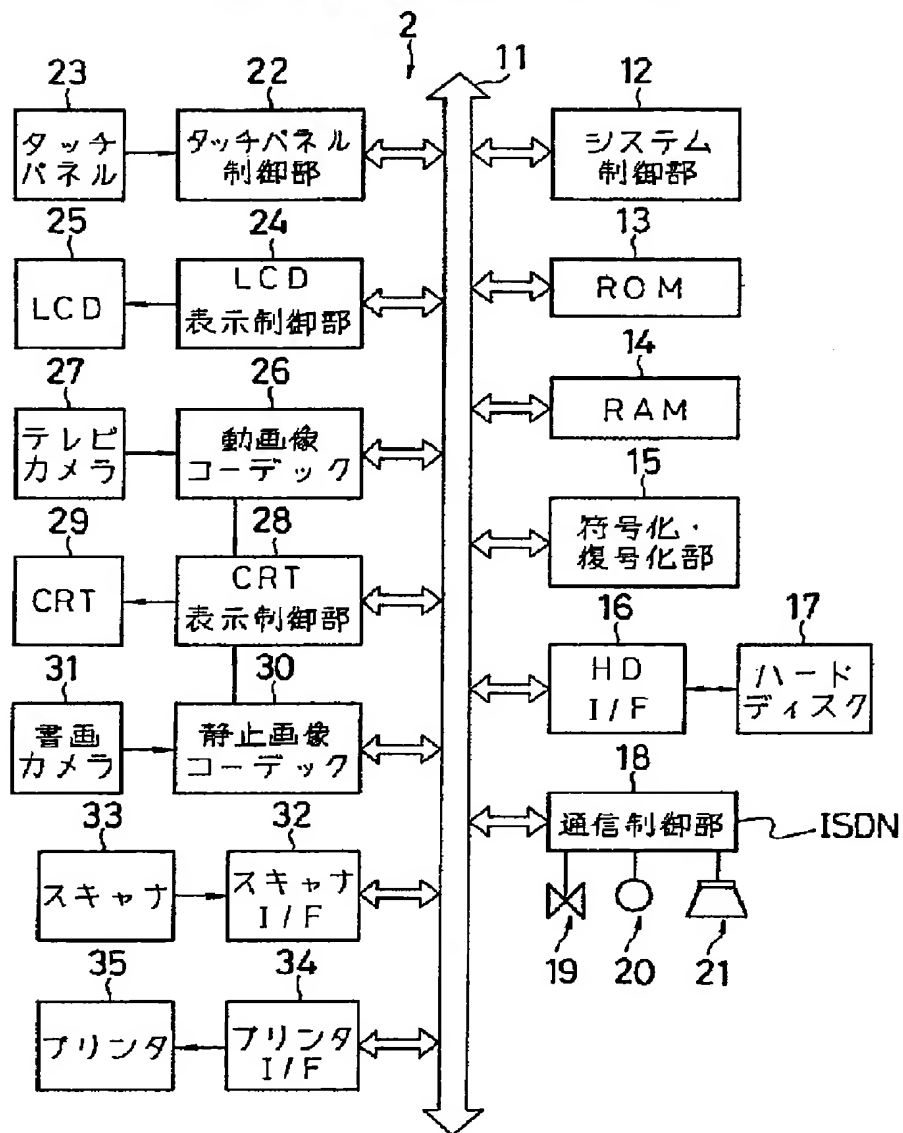 2
11
23
22
12
タッチ
パネル
タッチパネル
制御部
システム
制御部
25
24
13
LCD
LCD
表示制御部
ROM
27
26
14
テレビ
カメラ
動画像
コーデック
RAM
29
28
15
CRT
CRT
表示制御部
符号化・
復号化部
31
30
16
17
書画
カメラ
静止画像
コーデック
HD
I/F
ハード
ディスク
33
32
18
スキャナ
スキャナ
I/F
通信制御部
ISDN
19
20
21
35
34
プリンタ
プリンタ
I/F